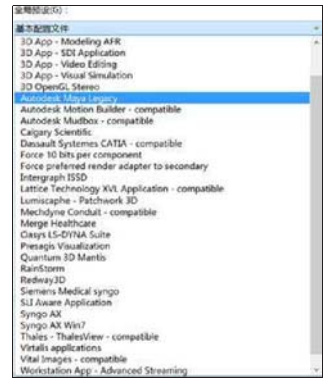 全局预设(G) :
基本配置文件
3D App - Modeling AFR
3D App - SDI Application
3D App - Video Editing
3D App - Visual Simulation
3D OpenGL Stereo
Autodesk Maya Legacy
Autodesk Motion Builder - compatible
Autodesk Mudbox - compatible
Calgary Scientific
Dassault Systemes CATIA - compatible
Force 10 bits per component
Force preferred render adapter to secondary
Intergraph ISSD
Lattice Technology XVL Application - compatible
Lumiscaphe - Patchwork 3D
Mechdyne Conduit - compatible
Merge Healthcare
Oasys LS-DYNA Suite
Presagis Visualization
Quantum 3D Mantis
RainStorm
Redway3D
Siemens Medical syngo
SLI Aware Application
Syngo AX
Syngo AX Win7
Thales - ThalesView - compatible
Virtalis applications
Vital Images - compatible
Workstation App - Advanced Streaming